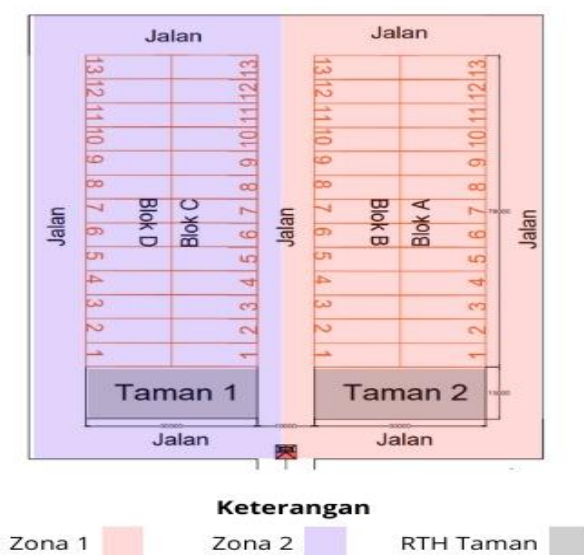 Jalan Jalan
13 13 13 13
12 12 12 12
11 11 11 11
10 10 10 10
9 9 9 9
8 8 8 8
7 7 7 7
6 6 6 6
5 5 5 5
4 4 4 4
3 3 3 3
2 2 2 2
1 1 1 1
Jalan
Blok D
Blok C
Jalan
Blok B
Blok A
Jalan
Taman 1 Taman 2
Jalan Jalan
Keterangan
Zona 1 Zona 2 RTH Taman